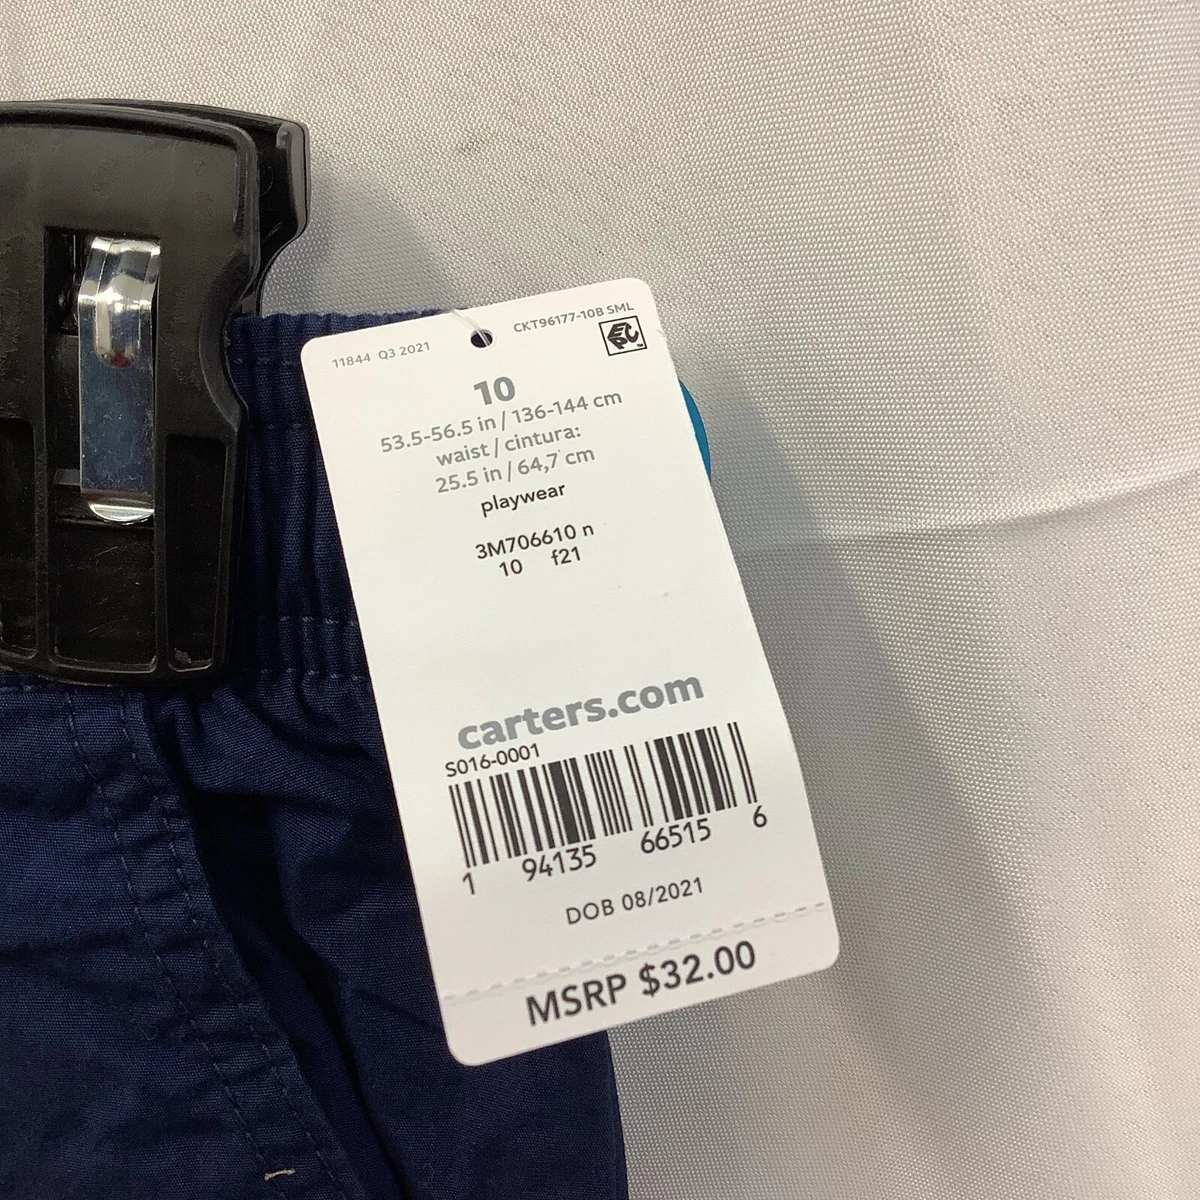 11844 Q3 2021
CKT96177-10B SML
EPC™
10
53.5-56.5 in / 136-144 cm
waist / cintura:
25.5 in / 64,7 cm
playwear
3M706610 n
10 f21
carters.com
S016-0001
1 94135 66515 6
DOB 08/2021
MSRP $32.00